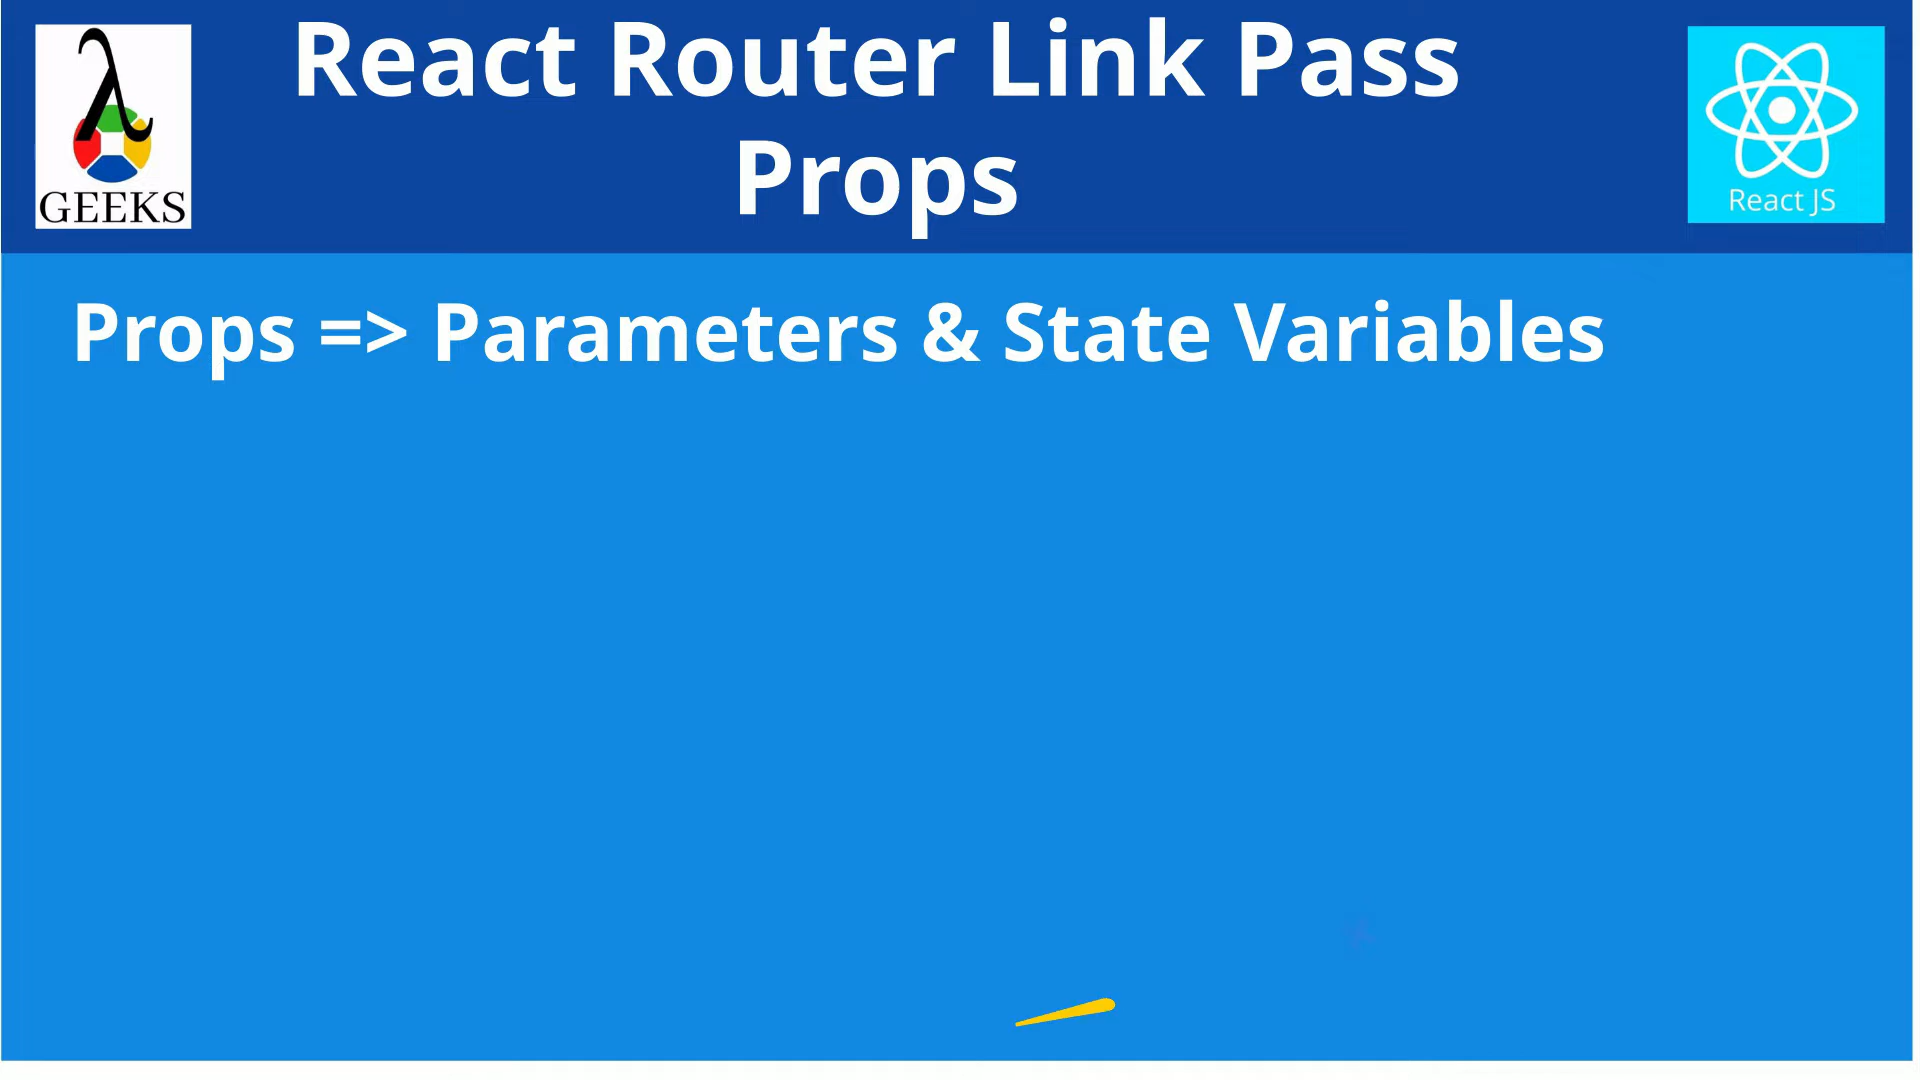 React Router Link Pass
Props
λ
GEEKS
React JS
Props => Parameters & State Variables